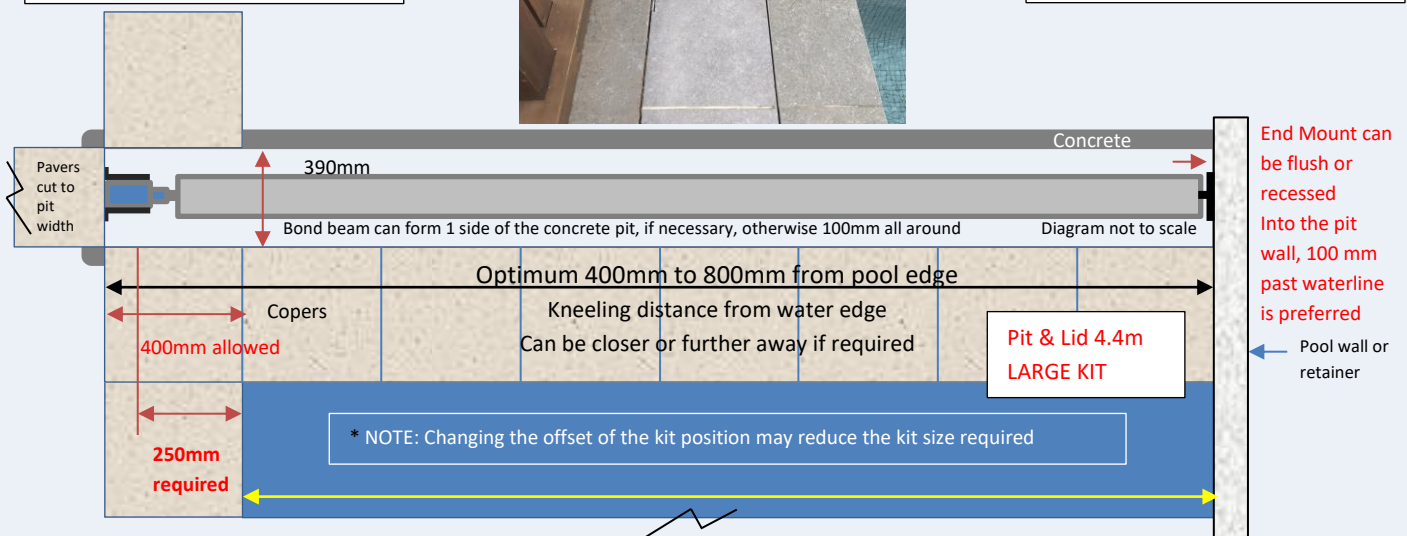 Concrete
390mm
Pavers
cut to
pit
width
Bond beam can form 1 side of the concrete pit, if necessary, otherwise 100mm all around
Diagram not to scale
End Mount can
be flush or
recessed
Into the pit
wall, 100 mm
past waterline
is preferred
Optimum 400mm to 800mm from pool edge
Copers
Kneeling distance from water edge
400mm allowed
Can be closer or further away if required
Pit & Lid 4.4m
LARGE KIT
Pool wall or
retainer
* NOTE: Changing the offset of the kit position may reduce the kit size required
250mm
required